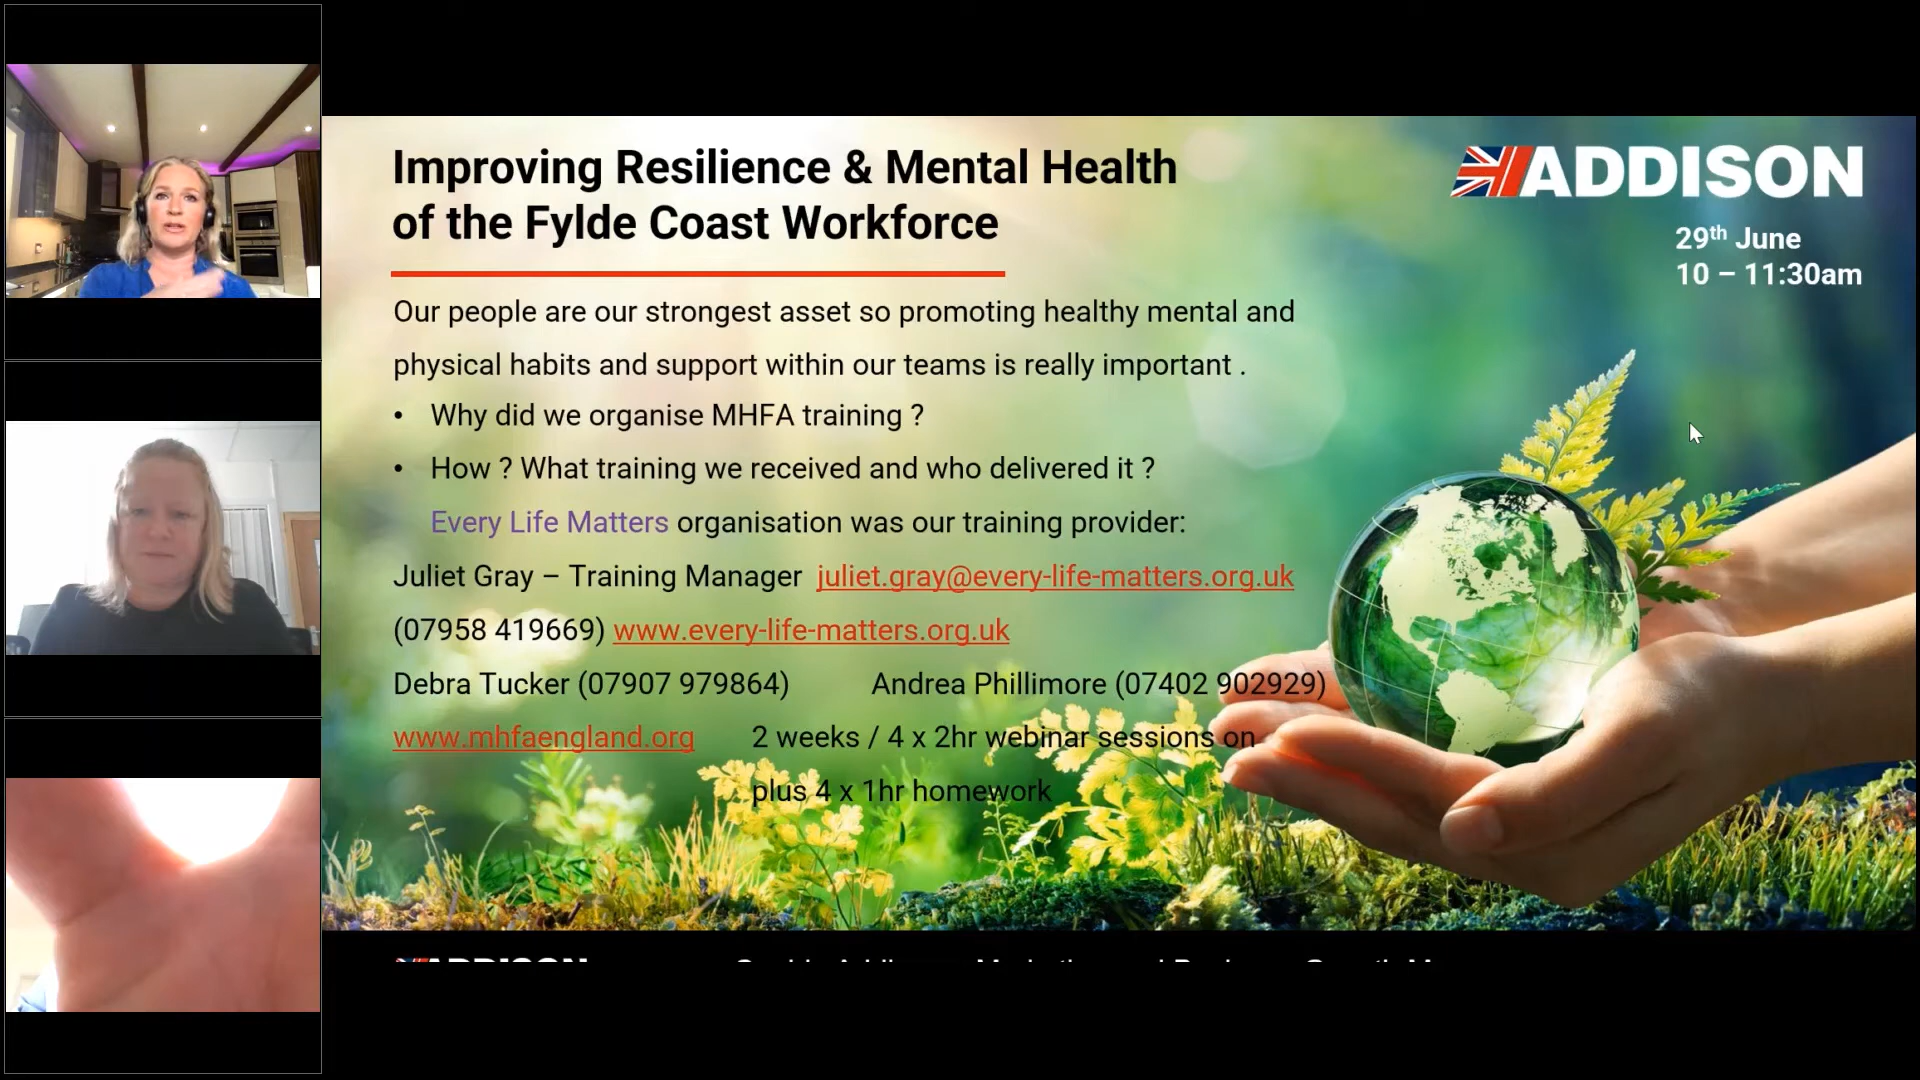 Improving Resilience & Mental Health
of the Fylde Coast Workforce
ADDISON
29th June
10 – 11:30am
Our people are our strongest asset so promoting healthy mental and
physical habits and support within our teams is really important .
• Why did we organise MHFA training ?
• How ? What training we received and who delivered it ?
Every Life Matters organisation was our training provider:
Juliet Gray – Training Manager juliet.gray@every-life-matters.org.uk
(07958 419669) www.every-life-matters.org.uk
Debra Tucker (07907 979864) Andrea Phillimore (07402 902929)
www.mhfaengland.org 2 weeks / 4 x 2hr webinar sessions on
plus 4 x 1hr homework
ADDISON